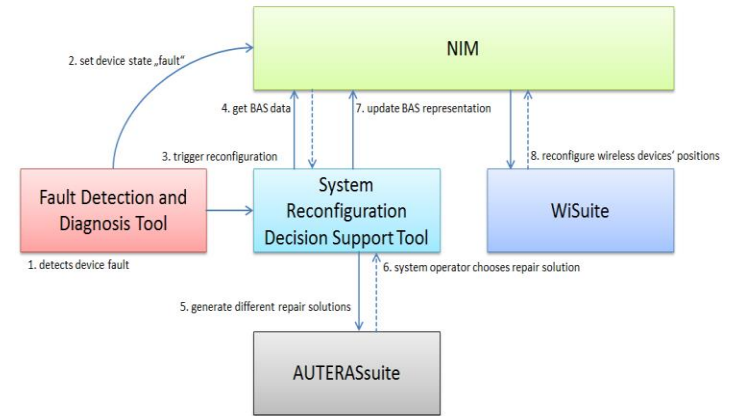 NIM
2. set device state „fault“
4. get BAS data
7. update BAS representation
3. trigger reconfiguration
8. reconfigure wireless devices' positions
Fault Detection and
Diagnosis Tool
System
Reconfiguration
Decision Support Tool
WiSuite
1. detects device fault
6. system operator chooses repair solution
5. generate different repair solutions
AUTERASsuite